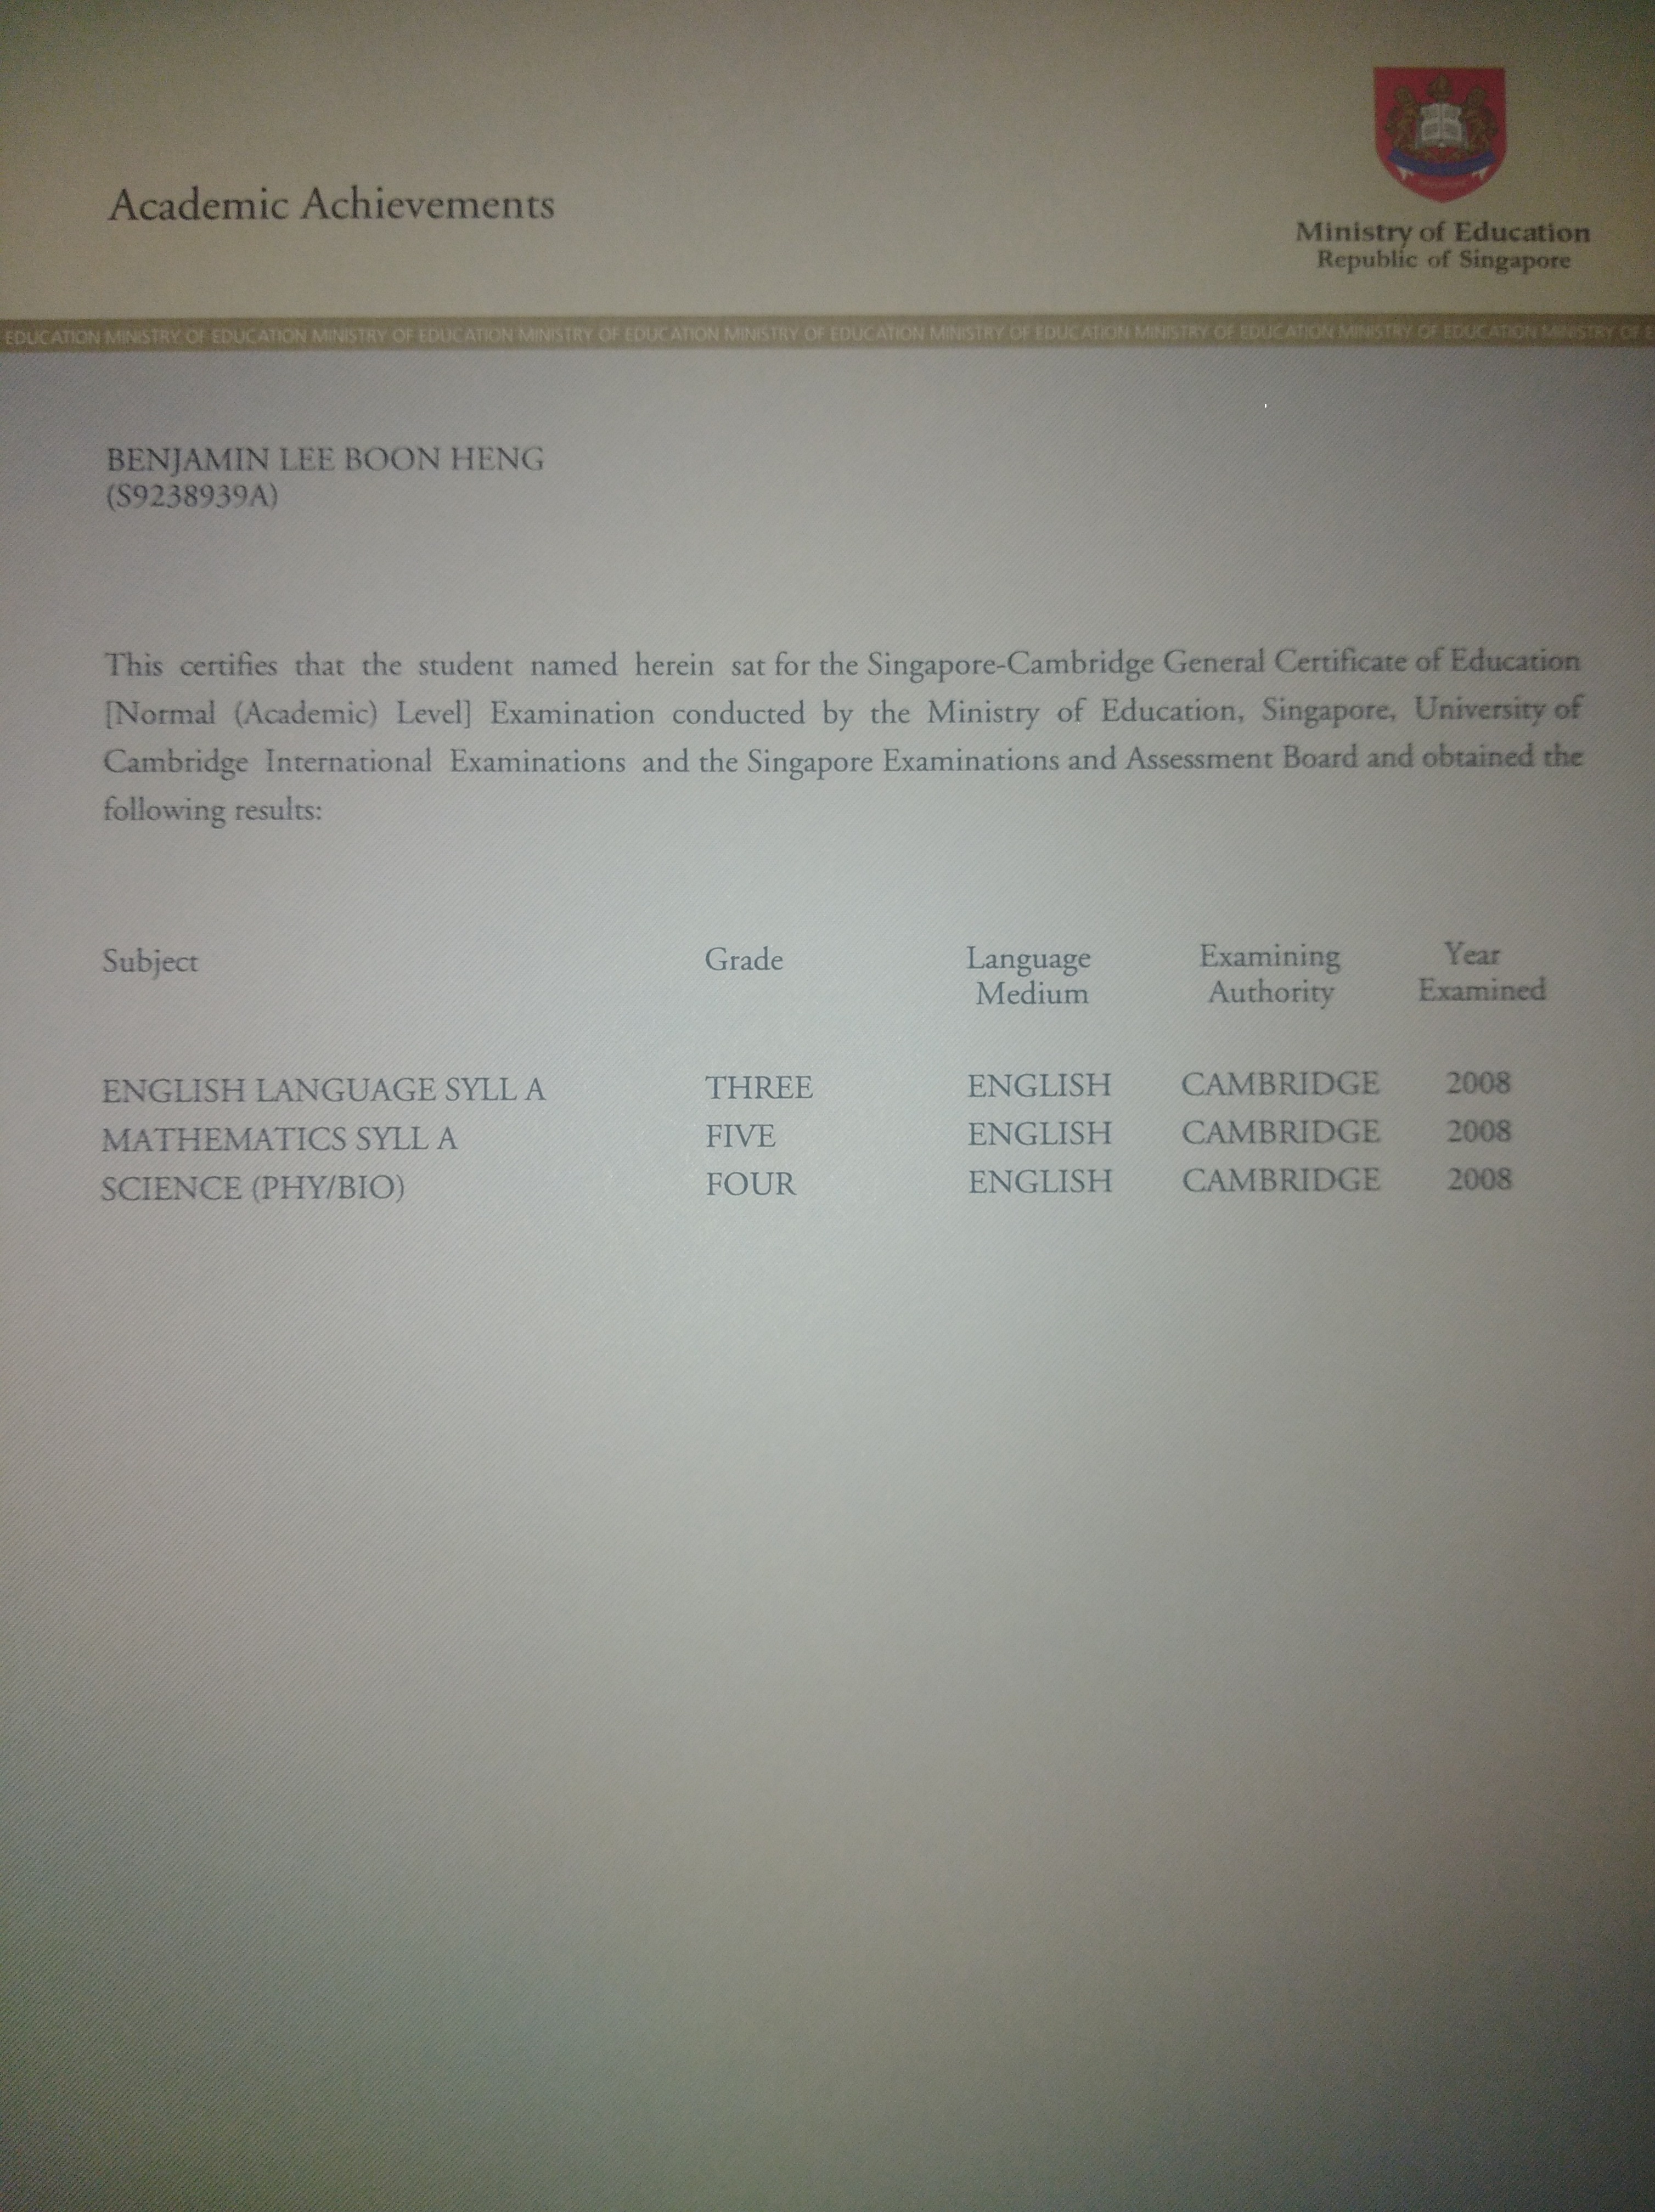 Academic Achievements
Ministry of Education
Republic of Singapore
EDUCATION MINISTRY OF EDUCATION MINISTRY OF EDUCATION MINISTRY OF EDUCATION MINISTRY OF EDUCATION MINISTRY OF EDUCATION MINISTRY OF EDUCATION MINISTRY OF EDUCATION MINISTRY OF E
BENJAMIN LEE BOON HENG
(S9238939A)
This certifies that the student named herein sat for the Singapore-Cambridge General Certificate of Education
[Normal (Academic) Level] Examination conducted by the Ministry of Education, Singapore, University of
Cambridge International Examinations and the Singapore Examinations and Assessment Board and obtained the
following results:
Subject Grade Language Examining Year
Medium Authority Examined
ENGLISH LANGUAGE SYLL A THREE ENGLISH CAMBRIDGE 2008
MATHEMATICS SYLL A FIVE ENGLISH CAMBRIDGE 2008
SCIENCE (PHY/BIO) FOUR ENGLISH CAMBRIDGE 2008